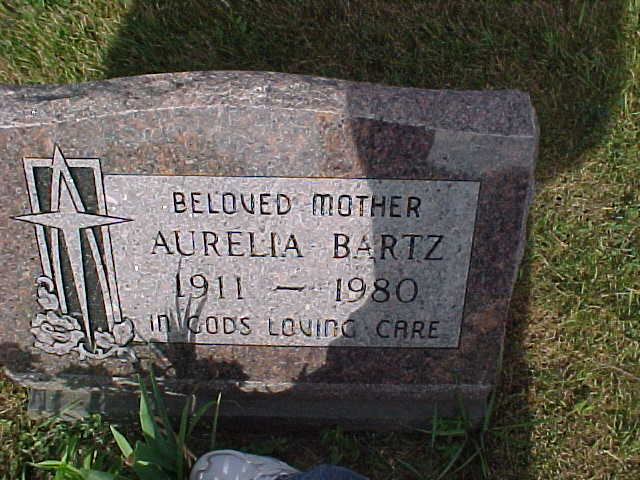 BELOVED MOTHER
AURELIA BARTZ
1911 — 1980
IN GODS LOVING CARE